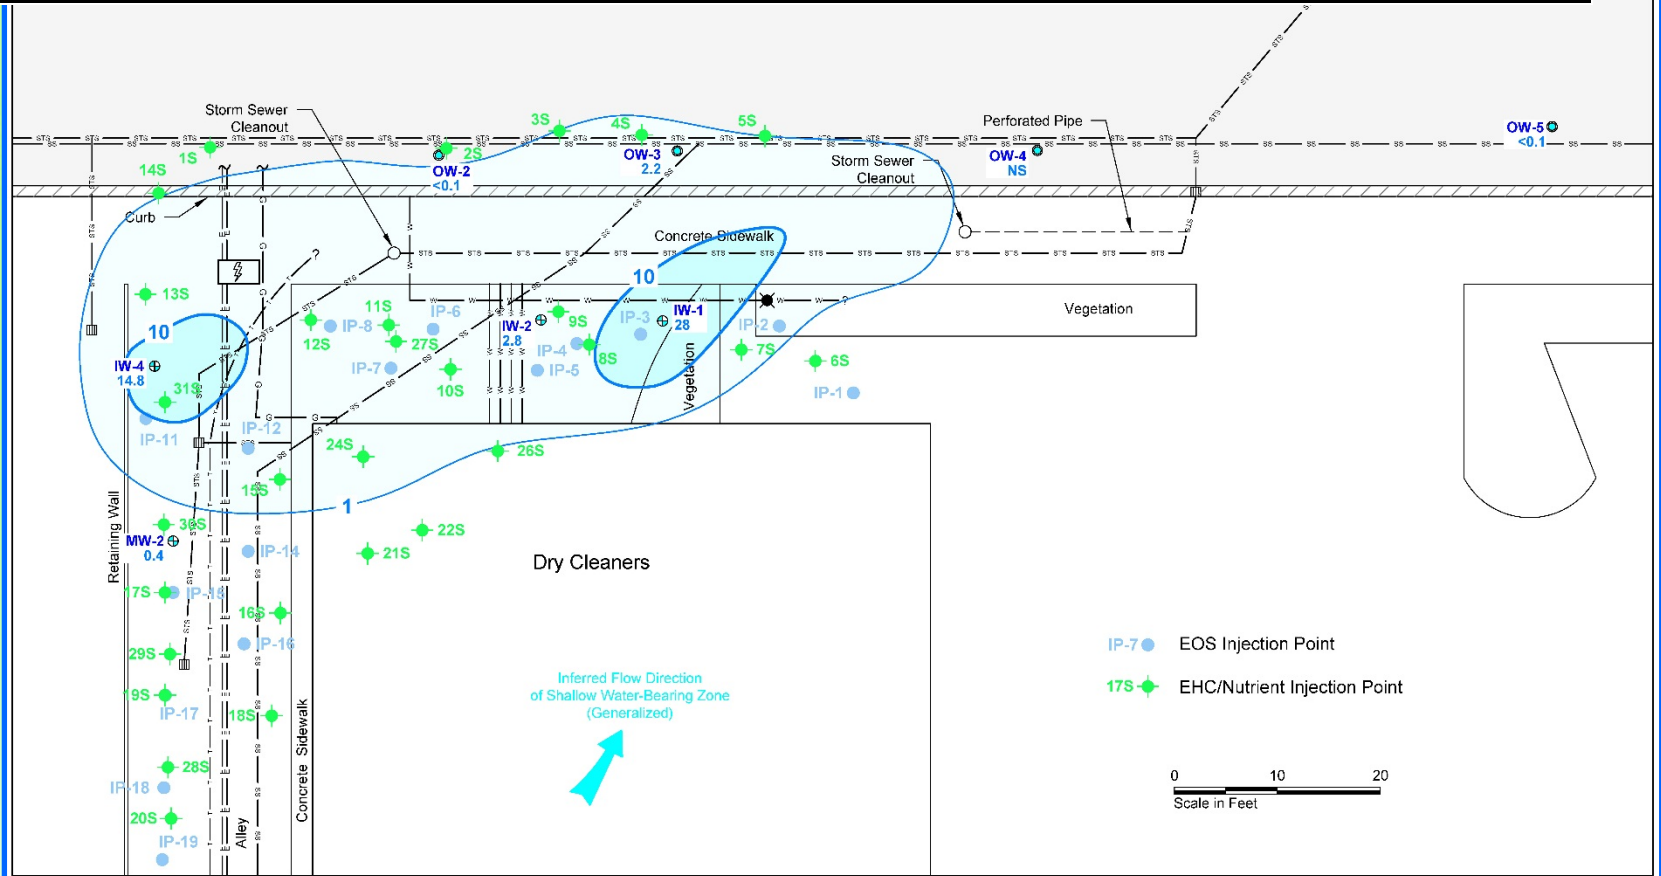 Storm Sewer
Cleanout
3S
4S
5S
Perforated Pipe
OW-5
<0.1
1S
2S
OW-2
<0.1
OW-3
2.2
Storm Sewer
Cleanout
OW-4
NS
14S
Curb
Concrete Sidewalk
?
10
13S
10
11S
IP-8
12S
27S
IP-7
IP-6
10S
IW-2
2.8
9S
IP-4
8S
IP-5
IP-3
IW-1
28
IP-2
?
7S
6S
IP-1
Vegetation
Vegetation
IW-4
14.8
31S
IP-11
IP-12
24S
26S
15S
1
Retaining Wall
30S
MW-2
0.4
22S
21S
IP-14
Dry Cleaners
17S
IP-15
16S
IP-16
29S
19S
IP-17
18S
28S
IP-18
20S
IP-19
Alley
Concrete Sidewalk
Inferred Flow Direction
of Shallow Water-Bearing Zone
(Generalized)
IP-7 EOS Injection Point
17S EHC/Nutrient Injection Point
0 10 20
Scale in Feet